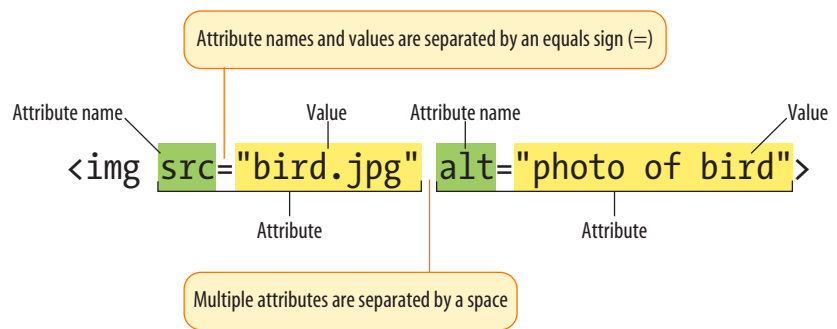 Attribute names and values are separated by an equals sign (=)
Attribute name Value Attribute name Value
<img src="bird.jpg" alt="photo of bird">
Attribute Attribute
Multiple attributes are separated by a space